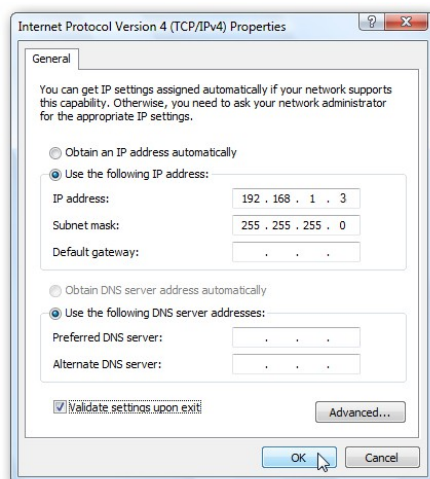 Internet Protocol Version 4 (TCP/IPv4) Properties
General
You can get IP settings assigned automatically if your network supports
this capability. Otherwise, you need to ask your network administrator
for the appropriate IP settings.
Obtain an IP address automatically
Use the following IP address:
IP address: 192 . 168 . 1 . 3
Subnet mask: 255 . 255 . 255 . 0
Default gateway: . . .
Obtain DNS server address automatically
Use the following DNS server addresses:
Preferred DNS server: . . .
Alternate DNS server: . . .
Validate settings upon exit
Advanced...
OK Cancel